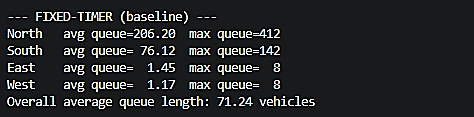 --- FIXED-TIMER (baseline) ---
North   avg queue=206.20  max queue=412
South   avg queue= 76.12  max queue=142
East    avg queue=  1.45  max queue=  8
West    avg queue=  1.17  max queue=  8
Overall average queue length: 71.24 vehicles